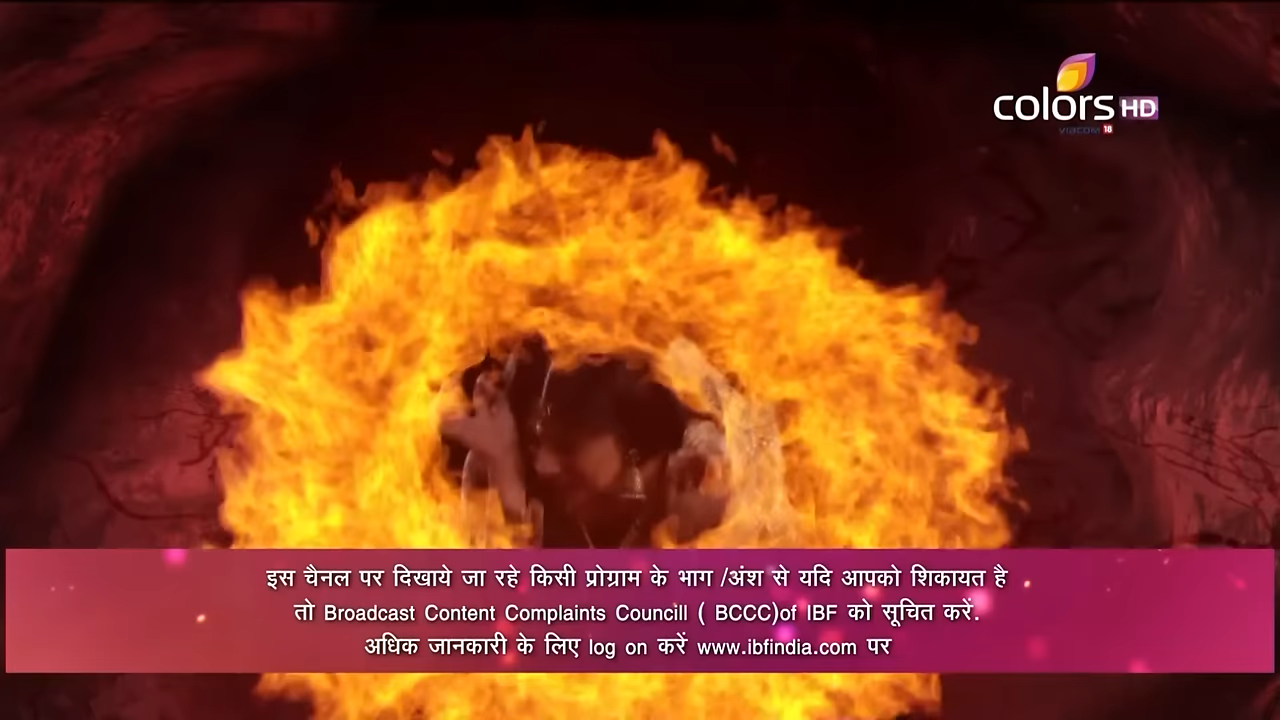 colors HD
VIACOM 18
इस चैनल पर दिखाये जा रहे किसी प्रोग्राम के भाग /अंश से यदि आपको शिकायत है
तो Broadcast Content Complaints Councill ( BCCC)of IBF को सूचित करें.
अधिक जानकारी के लिए log on करें www.ibfindia.com पर